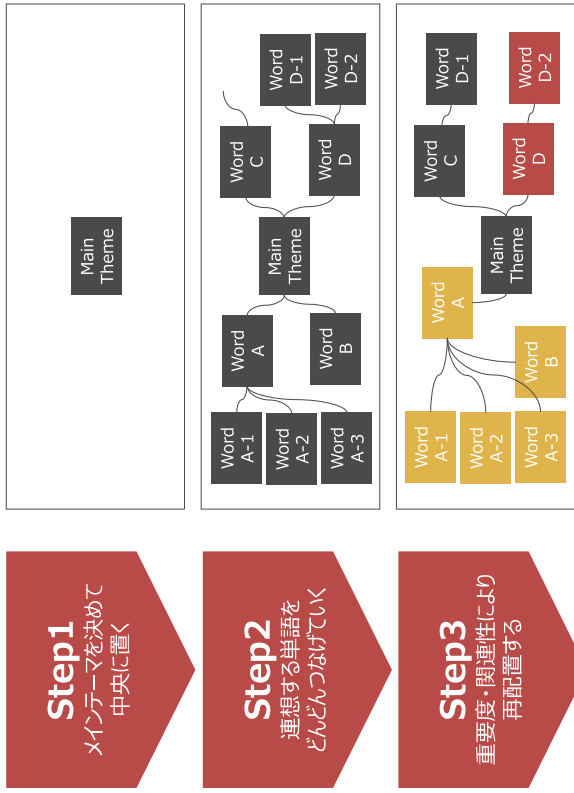 Step1
メインテーマを決めて
中央に置く
Main
Theme
Step2
連想する単語を
どんどんつなげていく
Word
A-1
Word
A-2
Word
A-3
Word
A
Word
B
Main
Theme
Word
C
Word
D
Word
D-1
Word
D-2
Step3
重要度・関連性により
再配置する
Word
A-1
Word
A-2
Word
A-3
Word
B
Word
A
Main
Theme
Word
C
Word
D
Word
D-1
Word
D-2